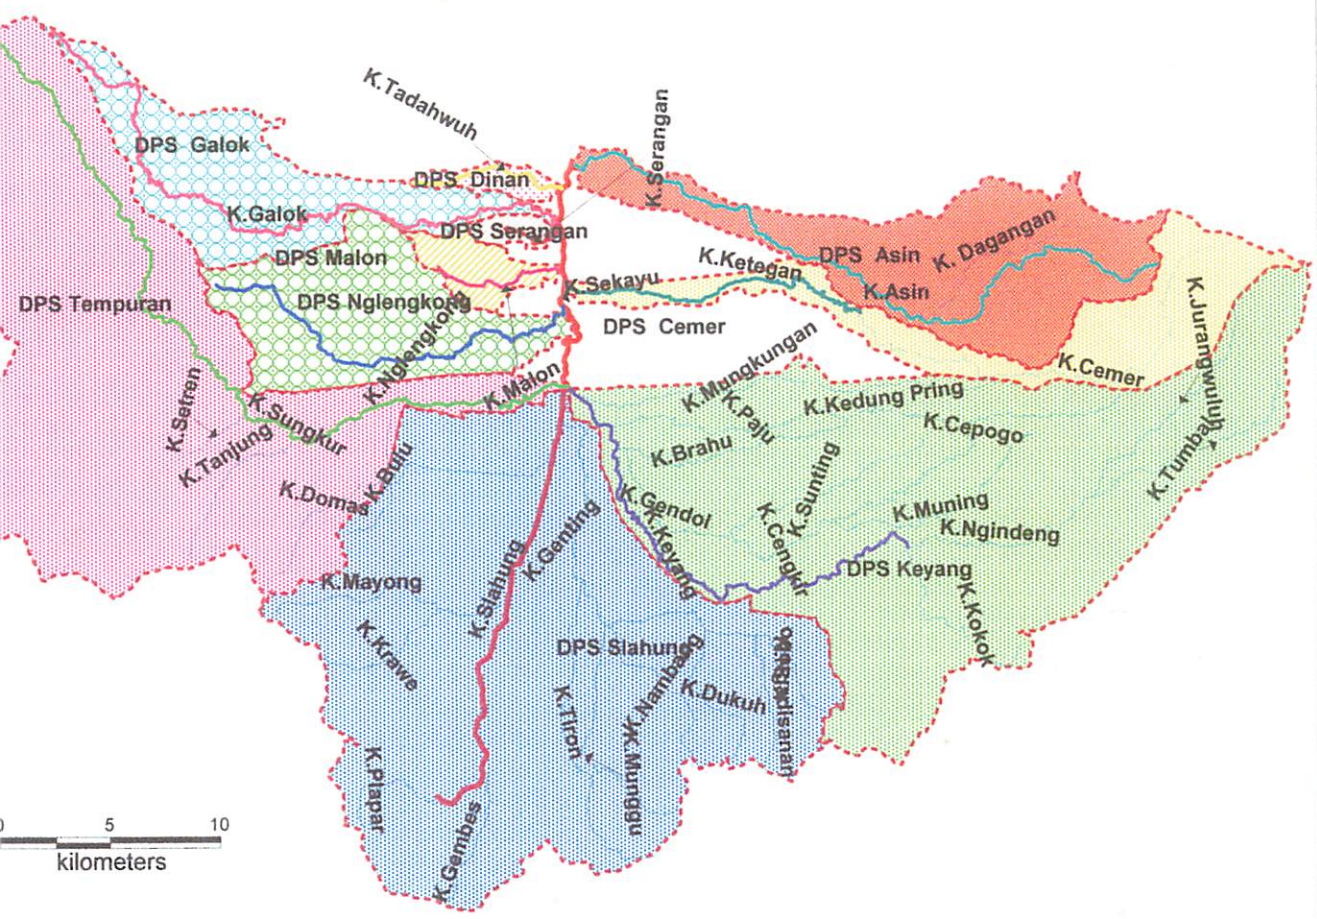 K.Tadahwuh
K.Serangan
DPS Galok
DPS Dinan
K.Galok
DPS Serangan
K. Dagangan
DPS Malon
K.Ketegan
DPS Asin
K.Sekayu
K.Asin
DPS Tempuran
DPS Nglengkong
K.Jurangwuluh
DPS Cemer
K.Nglengkong
K.Mungkungan
K.Cemer
K.Malon
K.Setren
K.Sungkur
K.Paju
K.Kedung Pring
K.Cepogo
K.Tanjung
K.Brahu
K.Tumbal
K.Bulu
K.Domas
K.Sunting
K.Gendol
K.Muning
K.Genting
K.Keyang
K.Cengkir
K.Ngindeng
K.Mayong
K.Slahung
DPS Keyang
K.Kokok
K.Krawe
DPS Slahung
K.Nambang
K.Dukuh
K.Tiron
K.Munggu
K.Plapar
K.Gembes
0 5 10
kilometers